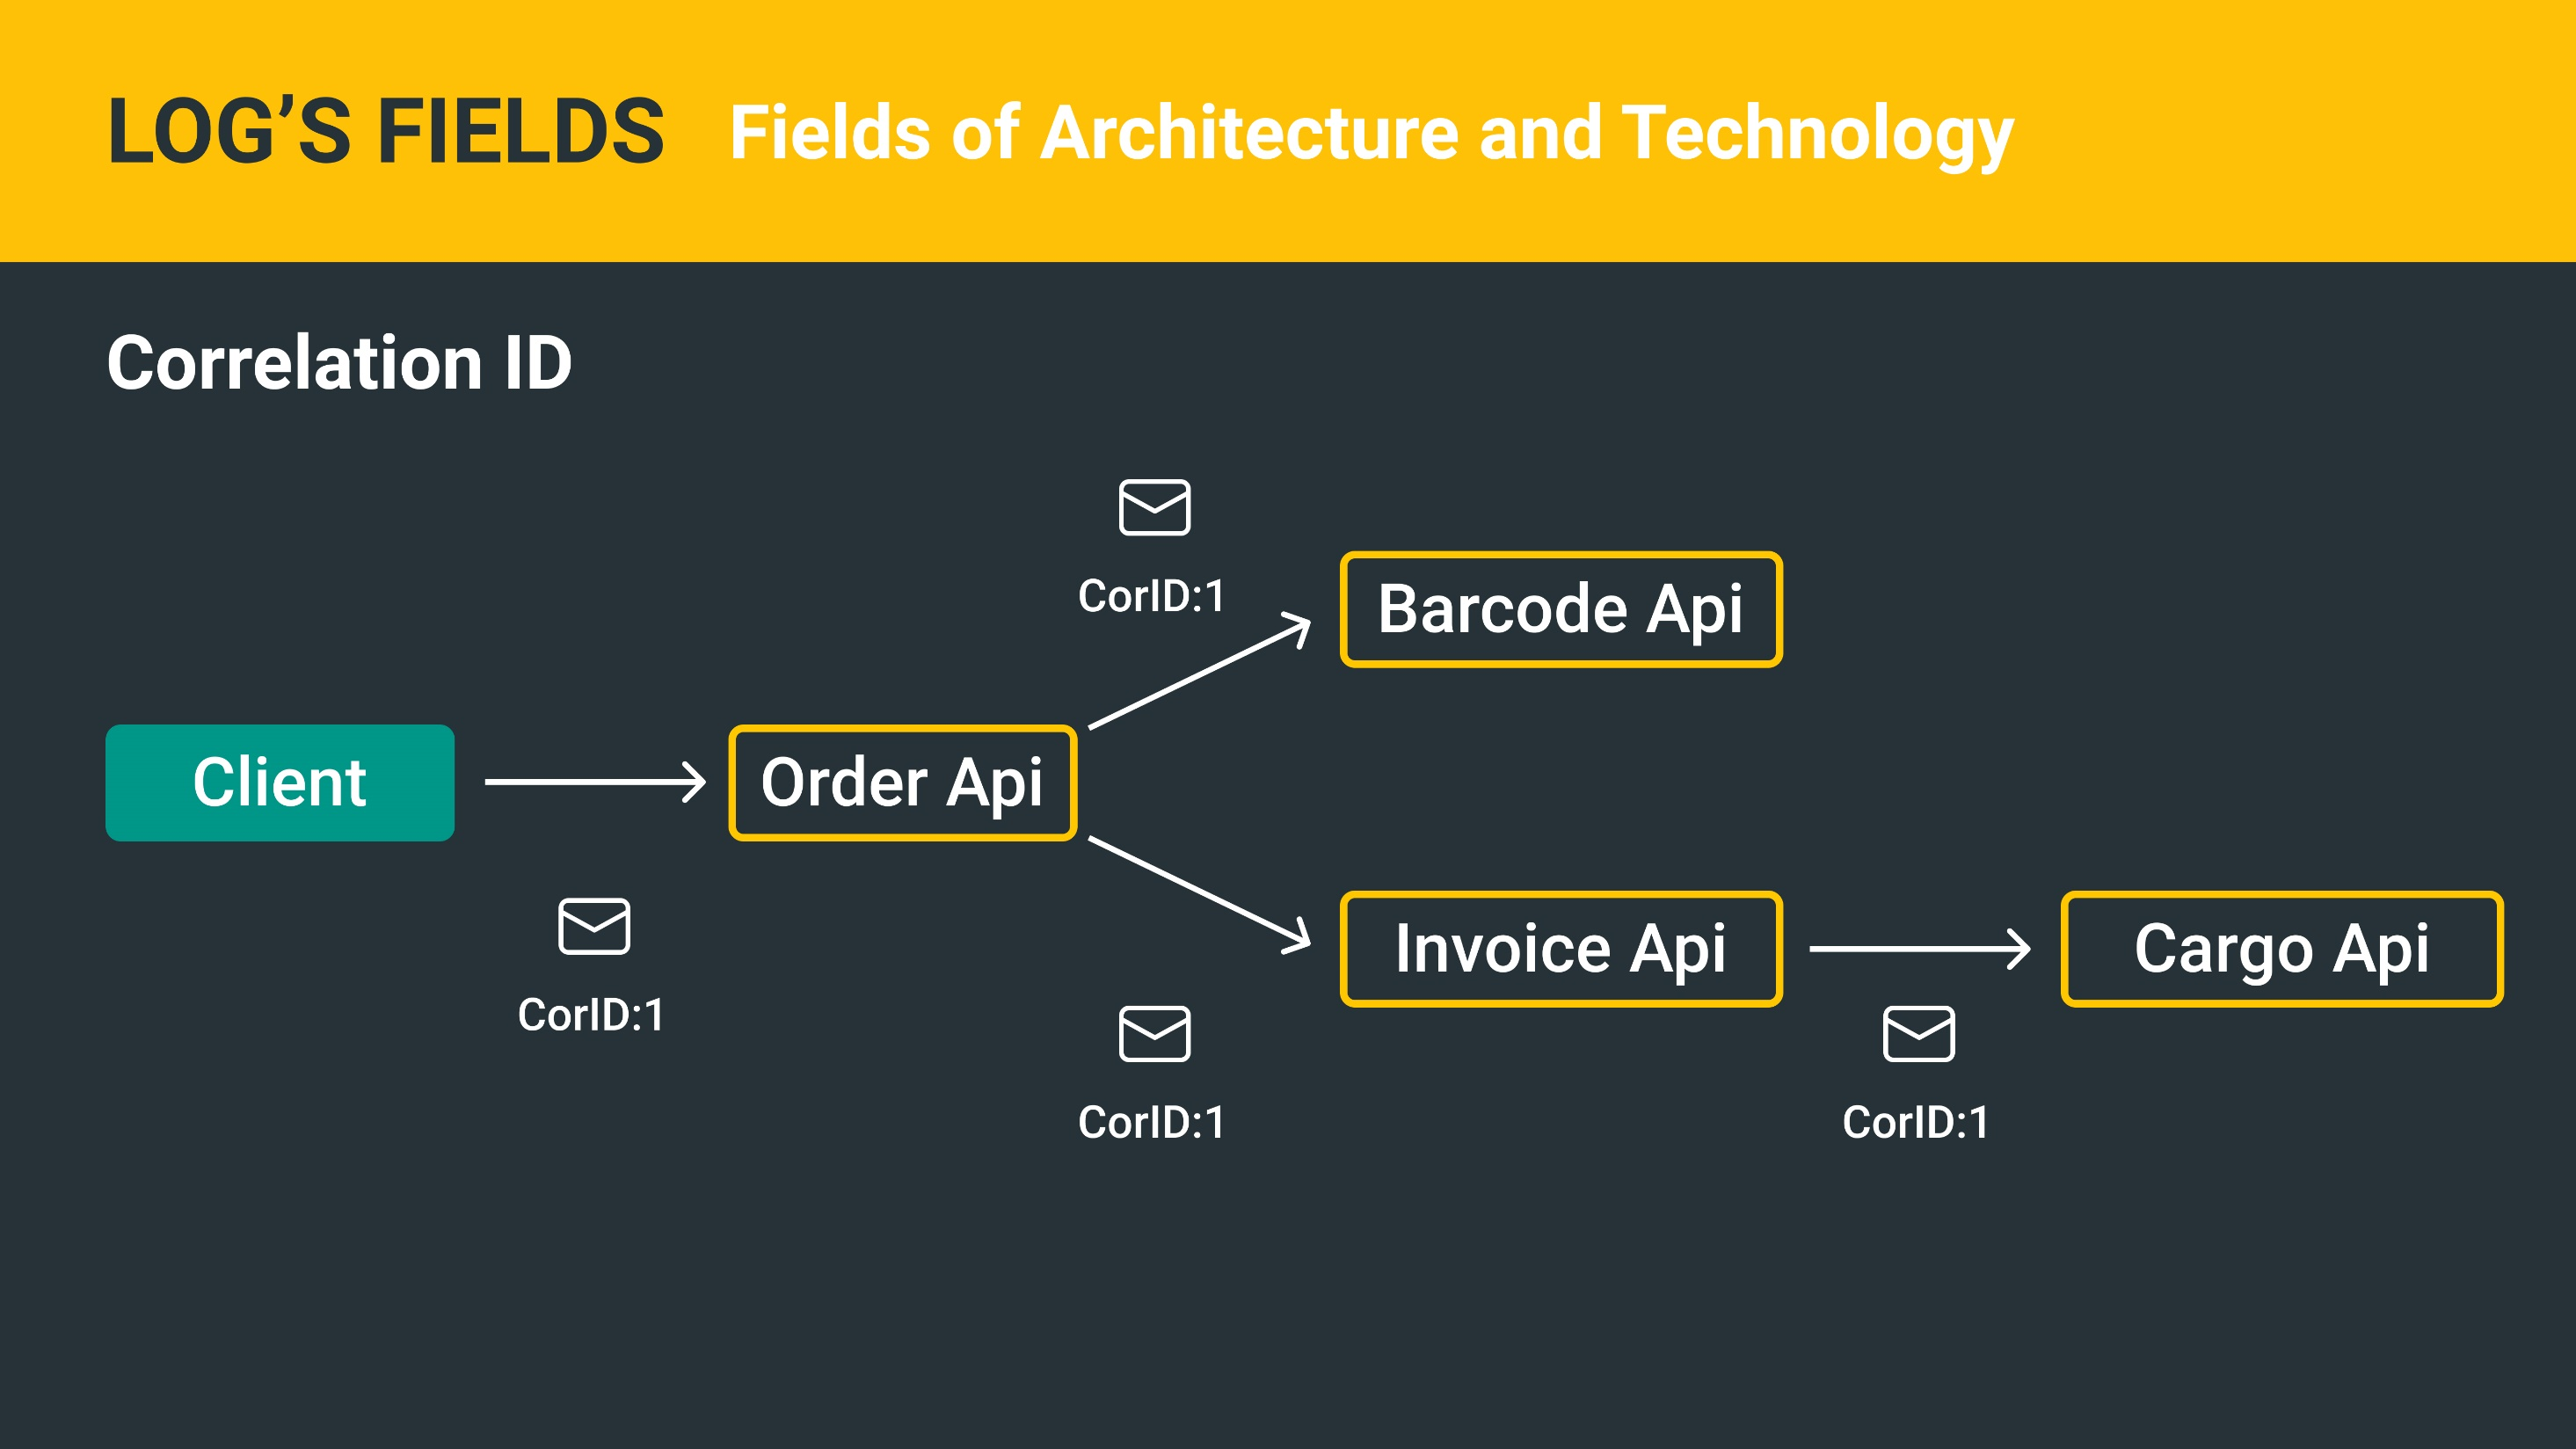 LOG’S FIELDS Fields of Architecture and Technology
Correlation ID
CorID:1
Barcode Api
Client
Order Api
Invoice Api
Cargo Api
CorID:1
CorID:1
CorID:1